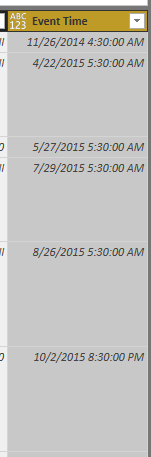 ABC
123 Event Time
11/26/2014 4:30:00 AM
4/22/2015 5:30:00 AM
5/27/2015 5:30:00 AM
7/29/2015 5:30:00 AM
8/26/2015 5:30:00 AM
10/2/2015 8:30:00 PM